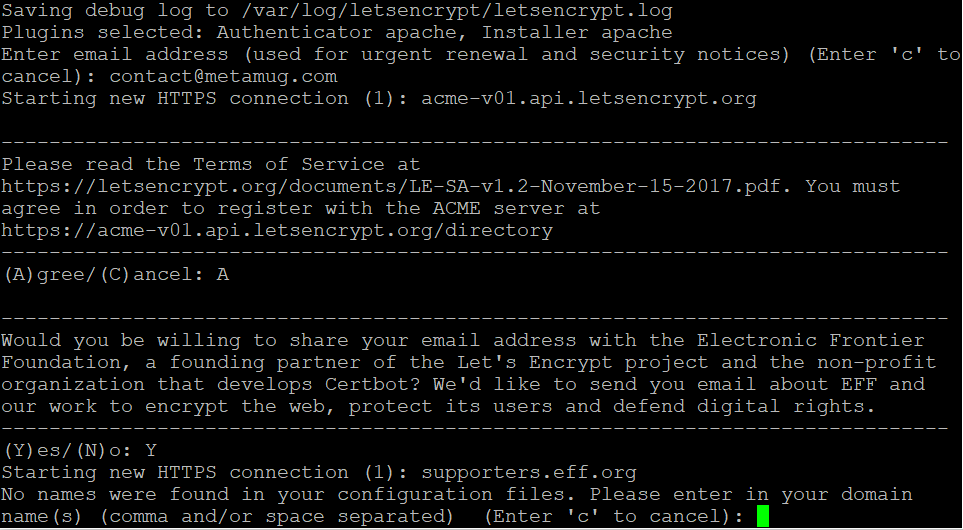 Saving debug log to /var/log/letsencrypt/letsencrypt.log
Plugins selected: Authenticator apache, Installer apache
Enter email address (used for urgent renewal and security notices) (Enter 'c' to
cancel): contact@metamug.com
Starting new HTTPS connection (1): acme-v01.api.letsencrypt.org

-------------------------------------------------------------------------------
Please read the Terms of Service at
https://letsencrypt.org/documents/LE-SA-v1.2-November-15-2017.pdf. You must
agree in order to register with the ACME server at
https://acme-v01.api.letsencrypt.org/directory
-------------------------------------------------------------------------------
(A)gree/(C)ancel: A

-------------------------------------------------------------------------------
Would you be willing to share your email address with the Electronic Frontier
Foundation, a founding partner of the Let's Encrypt project and the non-profit
organization that develops Certbot? We'd like to send you email about EFF and
our work to encrypt the web, protect its users and defend digital rights.
-------------------------------------------------------------------------------
(Y)es/(N)o: Y
Starting new HTTPS connection (1): supporters.eff.org
No names were found in your configuration files. Please enter in your domain
name(s) (comma and/or space separated)  (Enter 'c' to cancel):